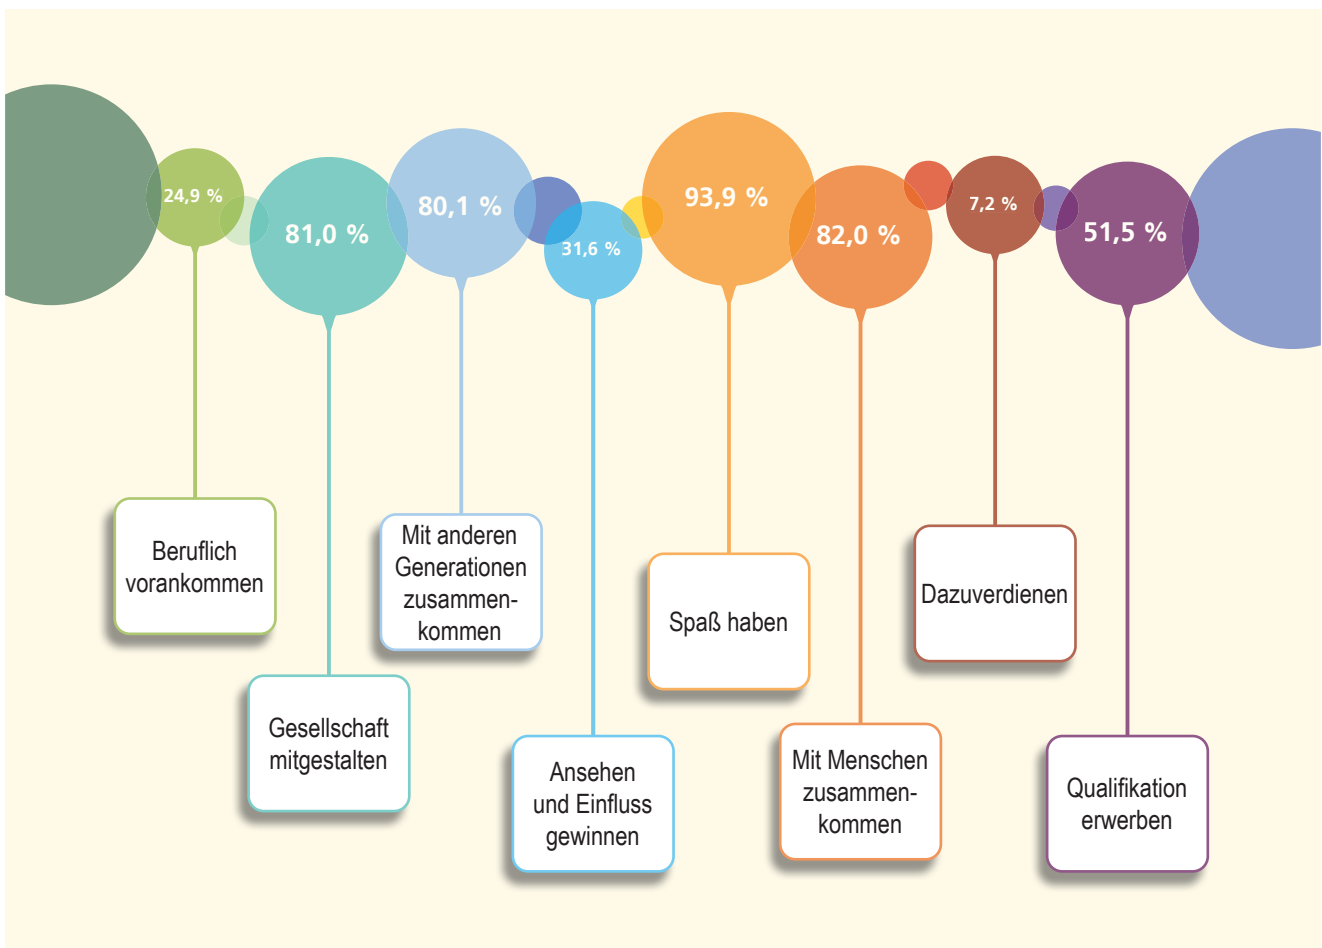 24,9 %
81,0 %
80,1 %
31,6 %
93,9 %
82,0 %
7,2 %
51,5 %
Beruflich
vorankommen
Gesellschaft
mitgestalten
Mit anderen
Generationen
zusammen-
kommen
Ansehen
und Einfluss
gewinnen
Spaß haben
Mit Menschen
zusammen-
kommen
Dazuverdienen
Qualifikation
erwerben